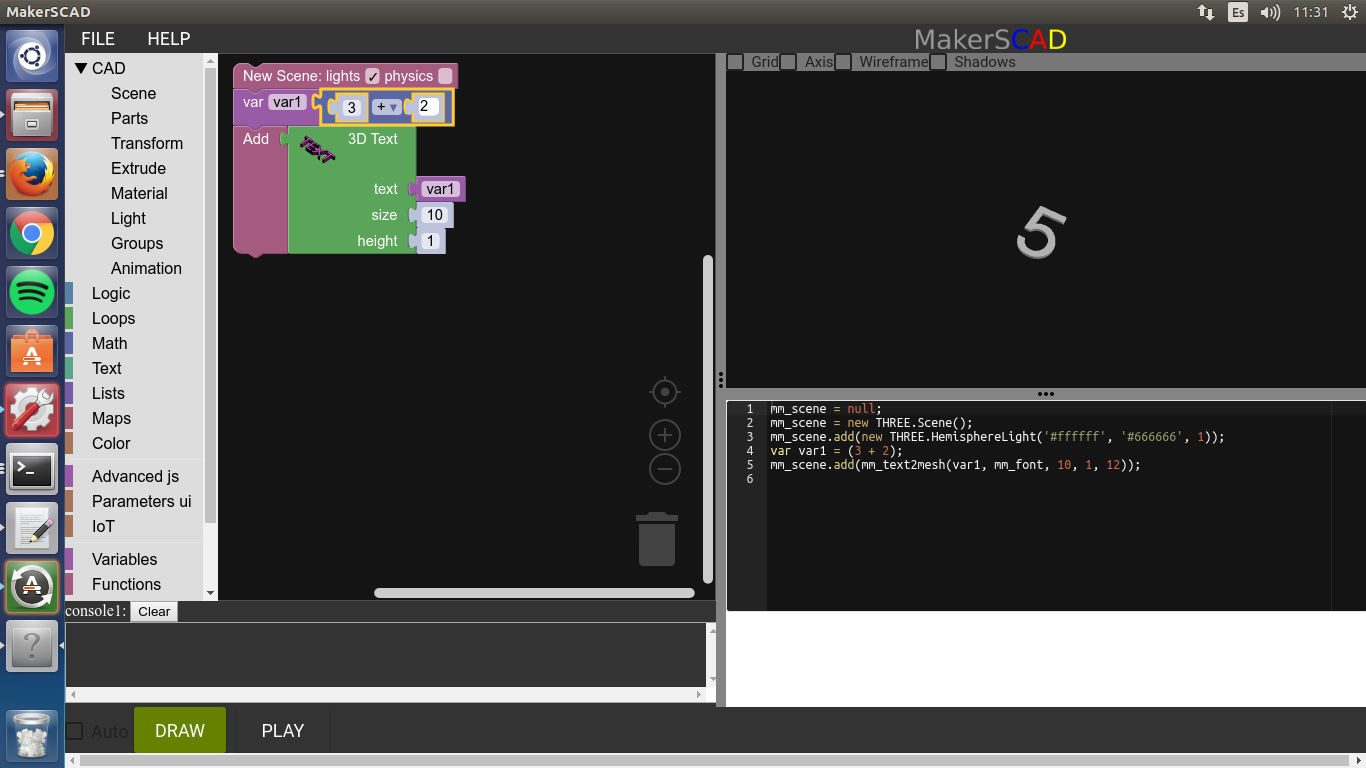 MakerSCAD
Es
11:31
FILE HELP
MakerSCAD
CAD
Scene
Parts
Transform
Extrude
Material
Light
Groups
Animation
Logic
Loops
Math
Text
Lists
Maps
Color
Advanced js
Parameters ui
IoT
Variables
Functions
New Scene: lights ✓ physics
var var1 3 + 2
Add TEXT 3D Text
text var1
size 10
height 1
Grid Axis Wireframe Shadows
5
1 mm_scene = null;
2 mm_scene = new THREE.Scene();
3 mm_scene.add(new THREE.HemisphereLight('#ffffff', '#666666', 1));
4 var var1 = (3 + 2);
5 mm_scene.add(mm_text2mesh(var1, mm_font, 10, 1, 12));
6
console1: Clear
Auto DRAW PLAY